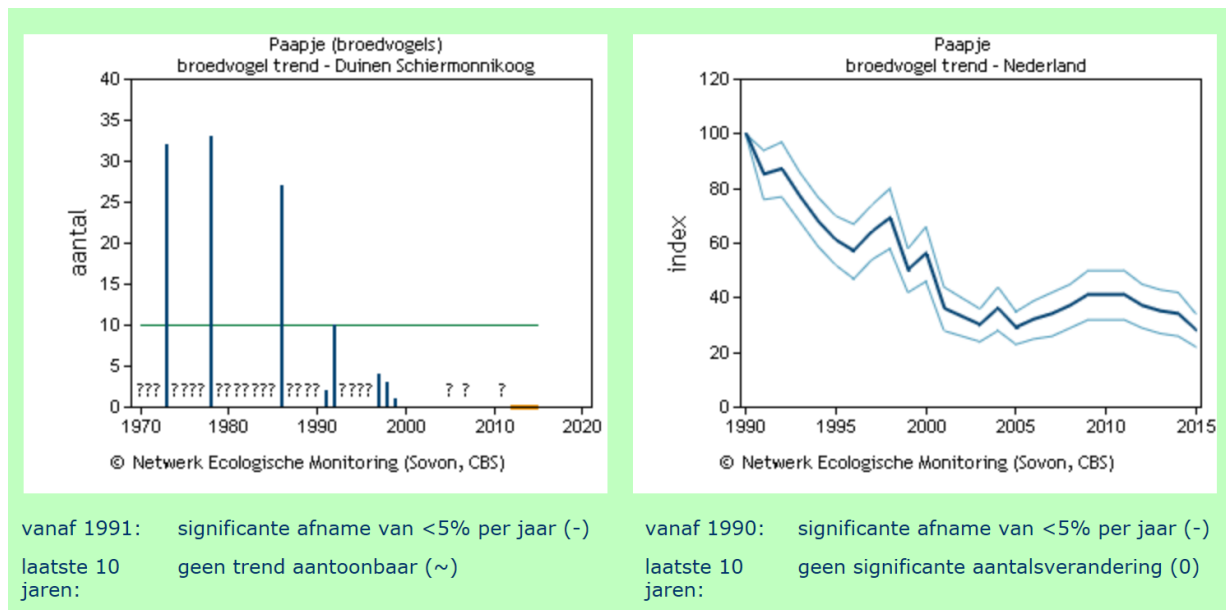 Paapje (broedvogels)
broedvogel trend - Duinen Schiermonnikoog
40
35
30
25
20
15
10
5
0
aantal
??? ???? ??????? ???? ???? ? ? ?
1970 1980 1990 2000 2010 2020
© Netwerk Ecologische Monitoring (Sovon, CBS)
vanaf 1991: significante afname van <5% per jaar (-)
laatste 10 geen trend aantoonbaar (~)
jaren:
Paapje
broedvogel trend - Nederland
120
100
80
60
40
20
0
index
1990 1995 2000 2005 2010 2015
© Netwerk Ecologische Monitoring (Sovon, CBS)
vanaf 1990: significante afname van <5% per jaar (-)
laatste 10 geen significante aantalsverandering (0)
jaren: